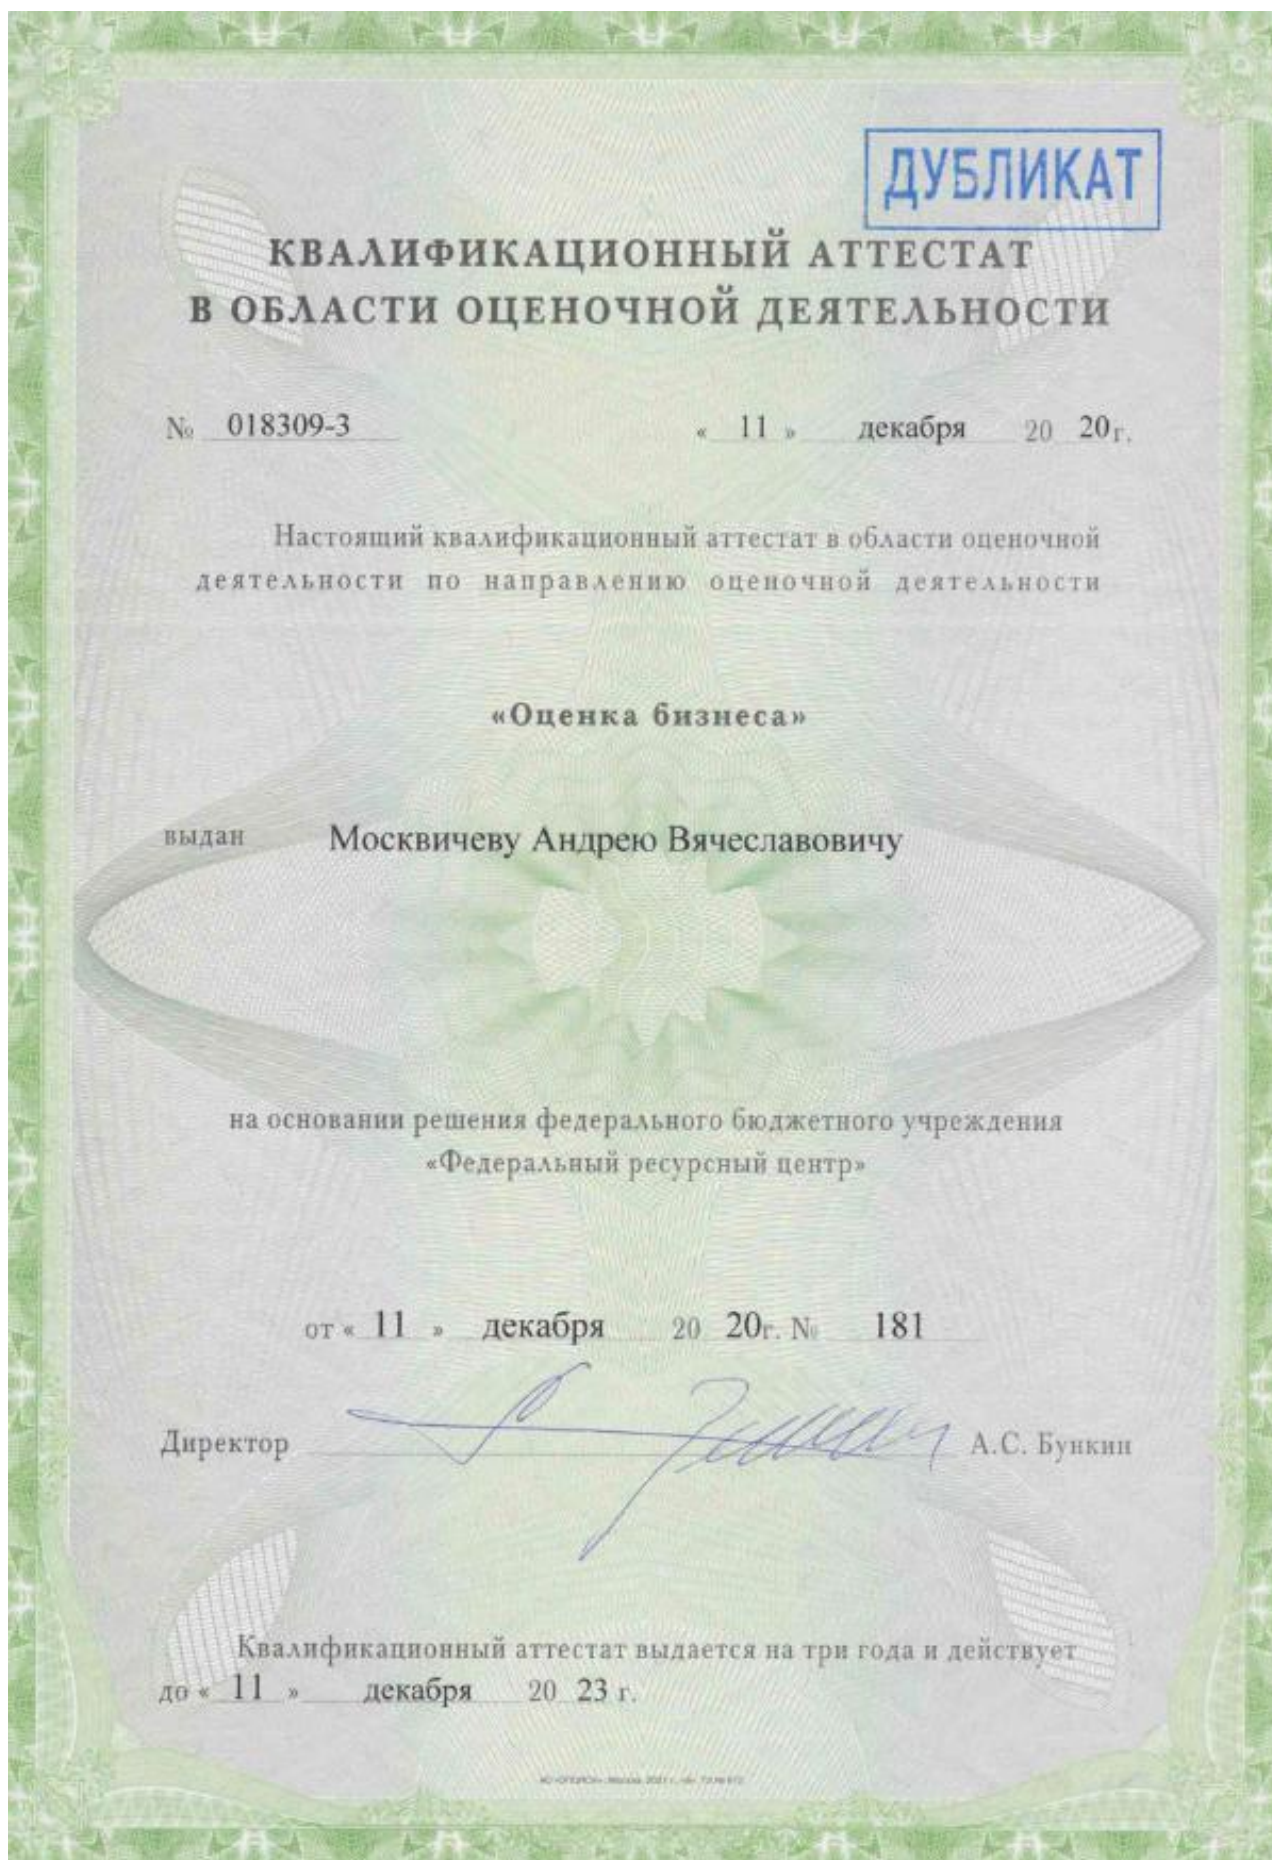 ДУБЛИКАТ
КВАЛИФИКАЦИОННЫЙ АТТЕСТАТ
В ОБЛАСТИ ОЦЕНОЧНОЙ ДЕЯТЕЛЬНОСТИ
№ 018309-3 « 11 » декабря 20 20 г.
Настоящий квалификационный аттестат в области оценочной
деятельности по направлению оценочной деятельности
«Оценка бизнеса»
выдан Москвичеву Андрею Вячеславовичу
на основании решения федерального бюджетного учреждения
«Федеральный ресурсный центр»
от « 11 » декабря 20 20 г. № 181
Директор А.С. Бункин
Квалификационный аттестат выдается на три года и действует
до « 11 » декабря 20 23 г.